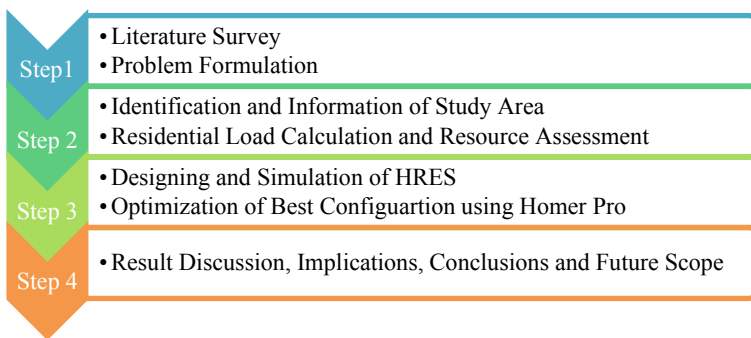 Step1
•Literature Survey
•Problem Formulation
Step 2
•Identification and Information of Study Area
•Residential Load Calculation and Resource Assessment
Step 3
•Designing and Simulation of HRES
•Optimization of Best Configuartion using Homer Pro
Step 4
•Result Discussion, Implications, Conclusions and Future Scope